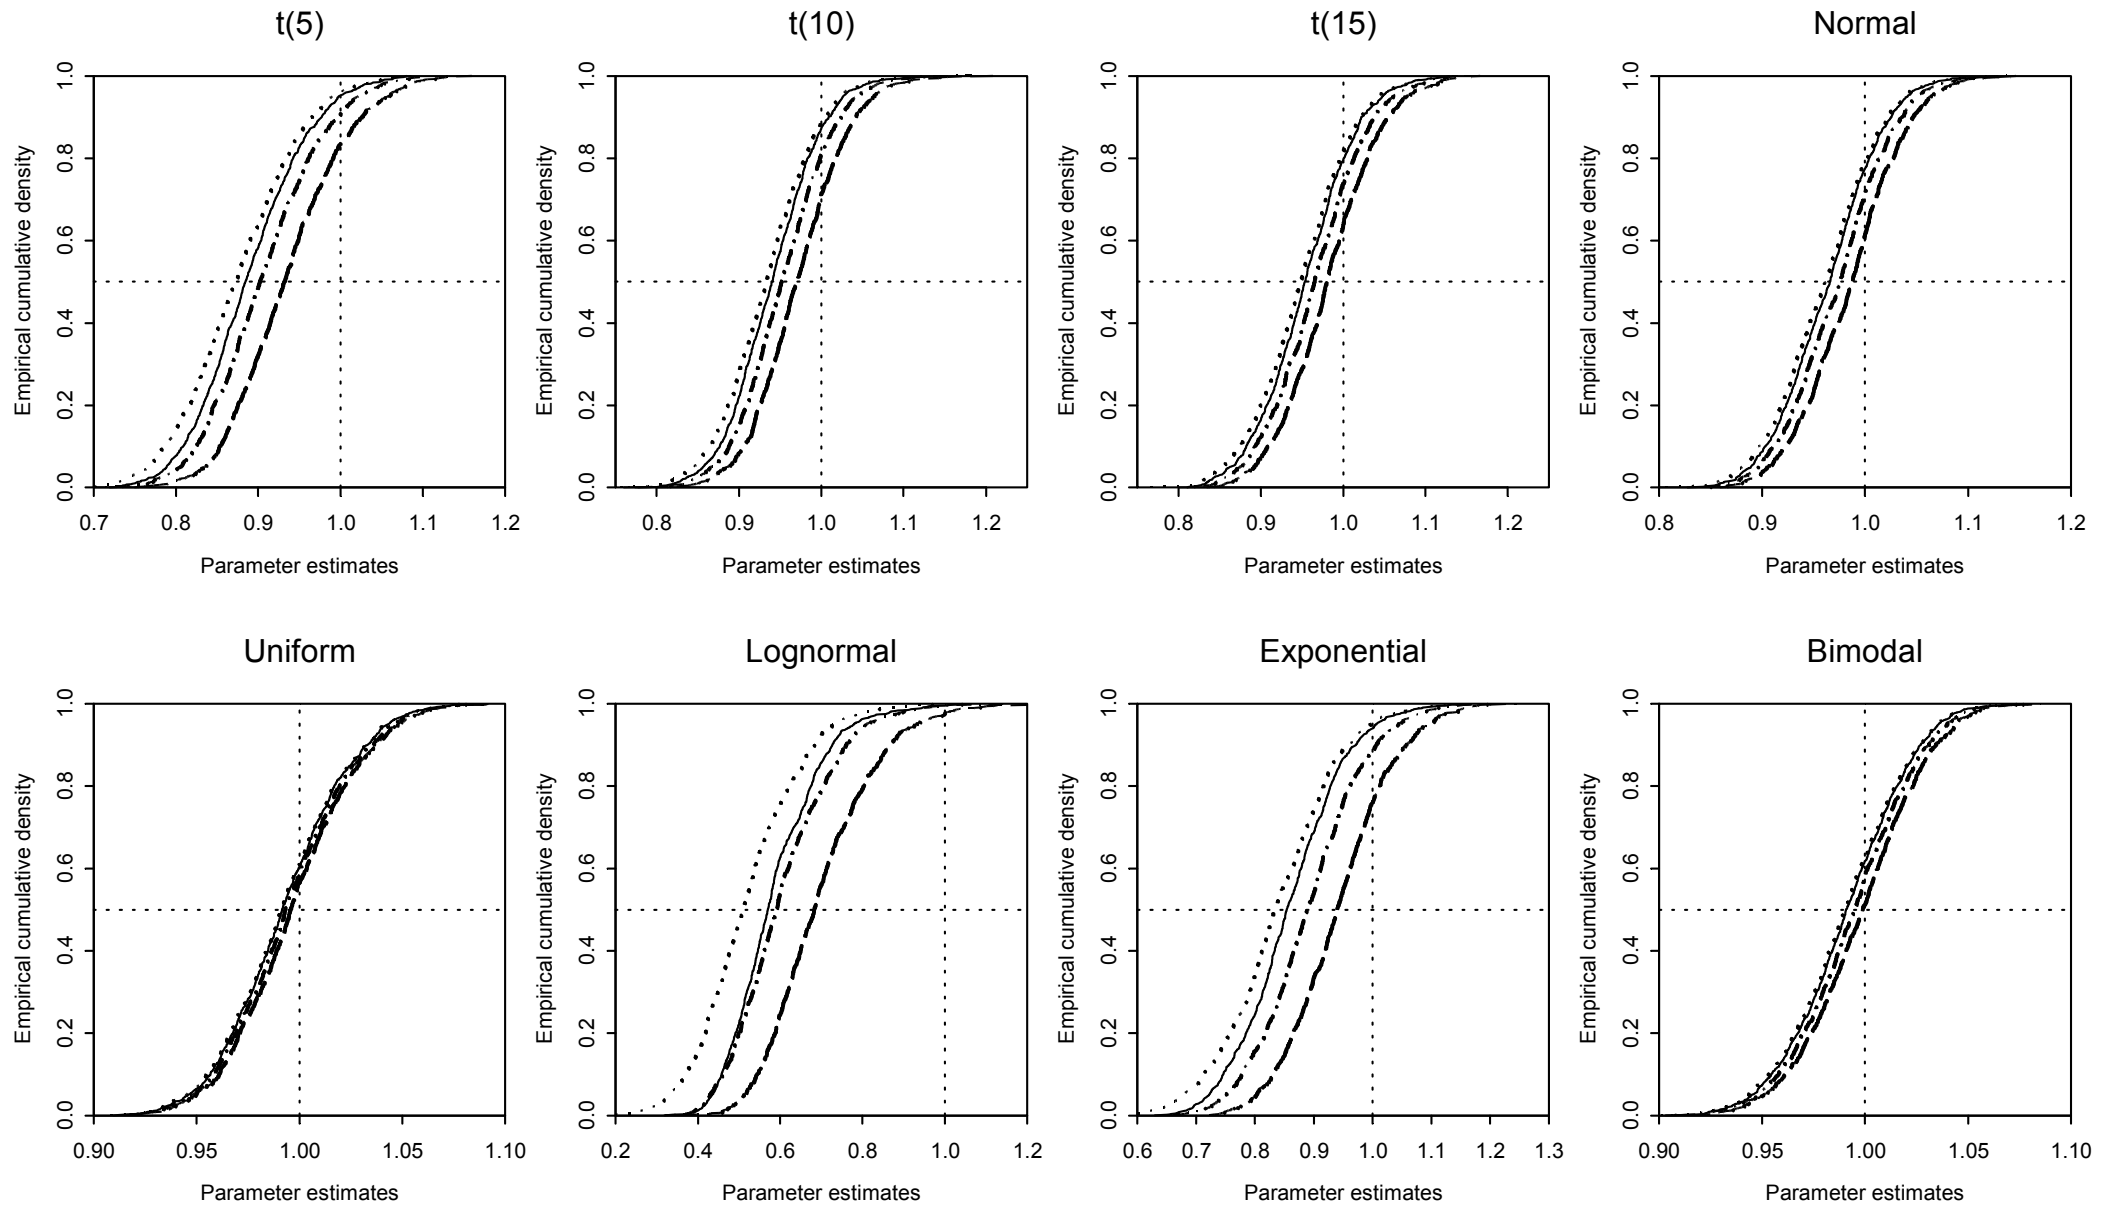 t(5)
t(10)
t(15)
Normal
Empirical cumulative density
0.0 0.2 0.4 0.6 0.8 1.0
0.7 0.8 0.9 1.0 1.1 1.2
Parameter estimates
Empirical cumulative density
0.0 0.2 0.4 0.6 0.8 1.0
0.8 0.9 1.0 1.1 1.2
Parameter estimates
Empirical cumulative density
0.0 0.2 0.4 0.6 0.8 1.0
0.8 0.9 1.0 1.1 1.2
Parameter estimates
Empirical cumulative density
0.0 0.2 0.4 0.6 0.8 1.0
0.8 0.9 1.0 1.1 1.2
Parameter estimates
Uniform
Lognormal
Exponential
Bimodal
Empirical cumulative density
0.0 0.2 0.4 0.6 0.8 1.0
0.90 0.95 1.00 1.05 1.10
Parameter estimates
Empirical cumulative density
0.0 0.2 0.4 0.6 0.8 1.0
0.2 0.4 0.6 0.8 1.0 1.2
Parameter estimates
Empirical cumulative density
0.0 0.2 0.4 0.6 0.8 1.0
0.6 0.7 0.8 0.9 1.0 1.1 1.2 1.3
Parameter estimates
Empirical cumulative density
0.0 0.2 0.4 0.6 0.8 1.0
0.90 0.95 1.00 1.05 1.10
Parameter estimates